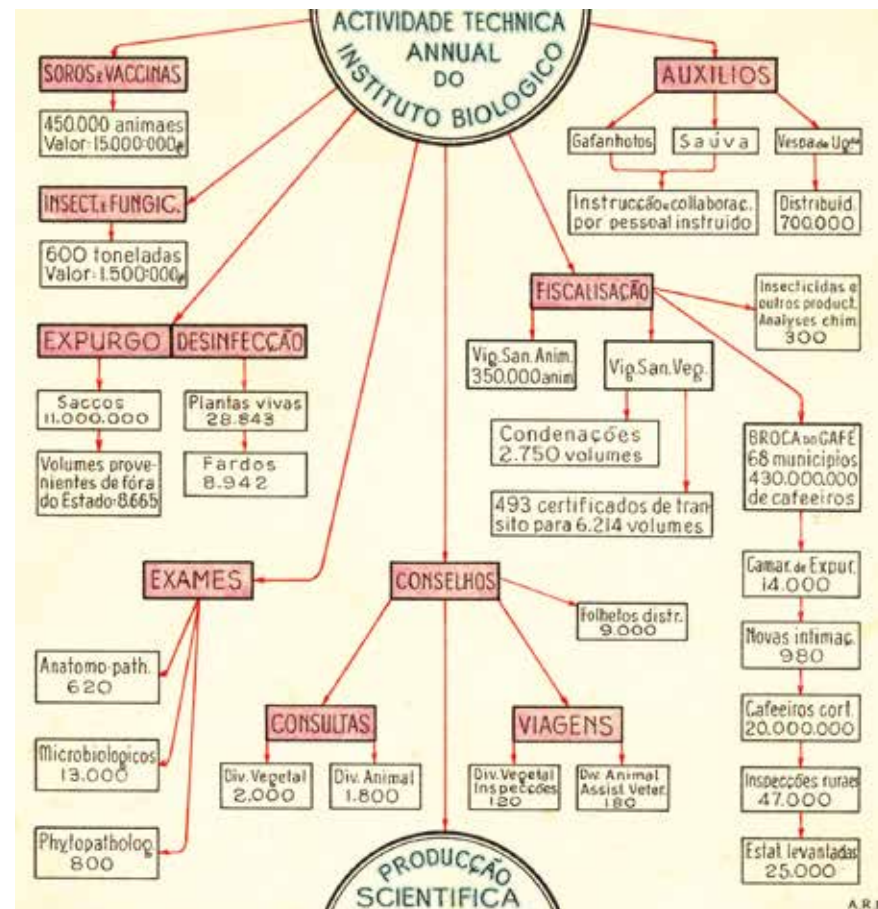 ACTIVIDADE TECHNICA
ANNUAL
DO
INSTITUTO BIOLOGICO
SOROS E VACCINAS
450.000 animaes
Valor: 15.000:000$
INSECT. E FUNGIC.
600 toneladas
Valor: 1.500:000$
EXPURGO
DESINFECÇÃO
Saccos
11.000.000
Volumes prove-
nientes de fóra
do Estado: 8.665
Plantas vivas
28.843
Fardos
8.942
AUXILIOS
Gafanhotos
Saúva
Vespa de Ugda
Instrucção e collaboraç.
por pessoal instruido
Distribuid.
700.000
FISCALISAÇÃO
Insecticidas e
outros product.
Analyses chim.
300
Vig. San. Anim.
350.000 anim
Vig. San. Veg.
Condenações
2.750 volumes
493 certificados de tran
sito para 6.214 volumes
BROCA DO CAFÉ
68 municipios
430.000.000
de cafeeiros
Camar. de Expur.
14.000
Novas intimaç.
980
Cafeeiros cort.
20.000.000
Inspecções ruraes
47.000
Estat. levantadas
25.000
EXAMES
Anatomo-path.
620
Microbiologicos
13.000
Phytopatholog.
800
CONSELHOS
Folhetos distr.
9.000
CONSULTAS
Div. Vegetal
2.000
Div. Animal
1.800
VIAGENS
Div. Vegetal
Inspecções
120
Div. Animal
Assist. Veter.
180
PRODUCÇÃO
SCIENTIFICA